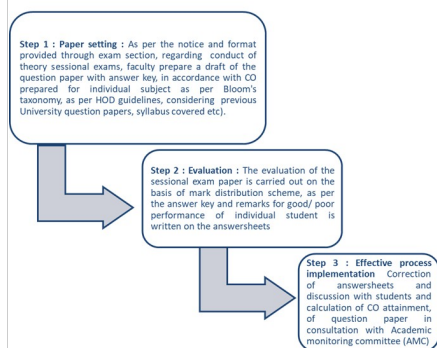 Step 1 : Paper setting : As per the notice and format
provided through exam section, regarding conduct of
theory sessional exams, faculty prepare a draft of the
question paper with answer key, in accordance with CO
prepared for individual subject as per Bloom's
taxonomy, as per HOD guidelines, considering previous
University question papers, syllabus covered etc).
Step 2 : Evaluation : The evaluation of the
sessional exam paper is carried out on the
basis of mark distribution scheme, as per
the answer key and remarks for good/ poor
performance of individual student is
written on the answersheets
Step 3 : Effective process
implementation Correction
of answersheets and
discussion with students and
calculation of CO attainment,
of question paper in
consultation with Academic
monitoring committee (AMC)